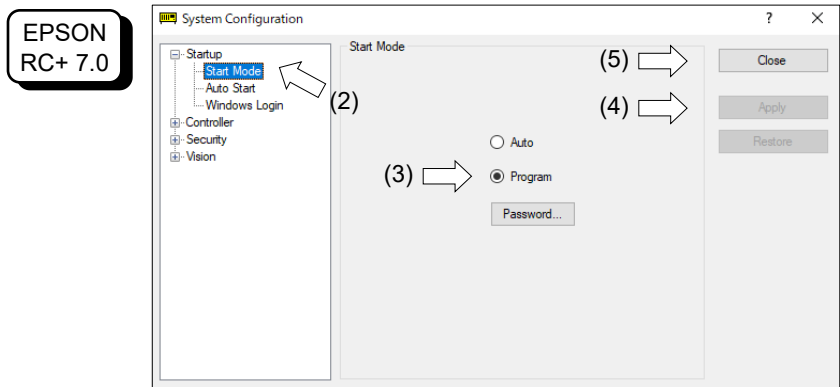 EPSON
RC+ 7.0
System Configuration
?
Startup
Start Mode
Auto Start
Windows Login
Controller
Security
Vision
(2)
Start Mode
Auto
(3)
Program
Password...
(5)
Close
(4)
Apply
Restore